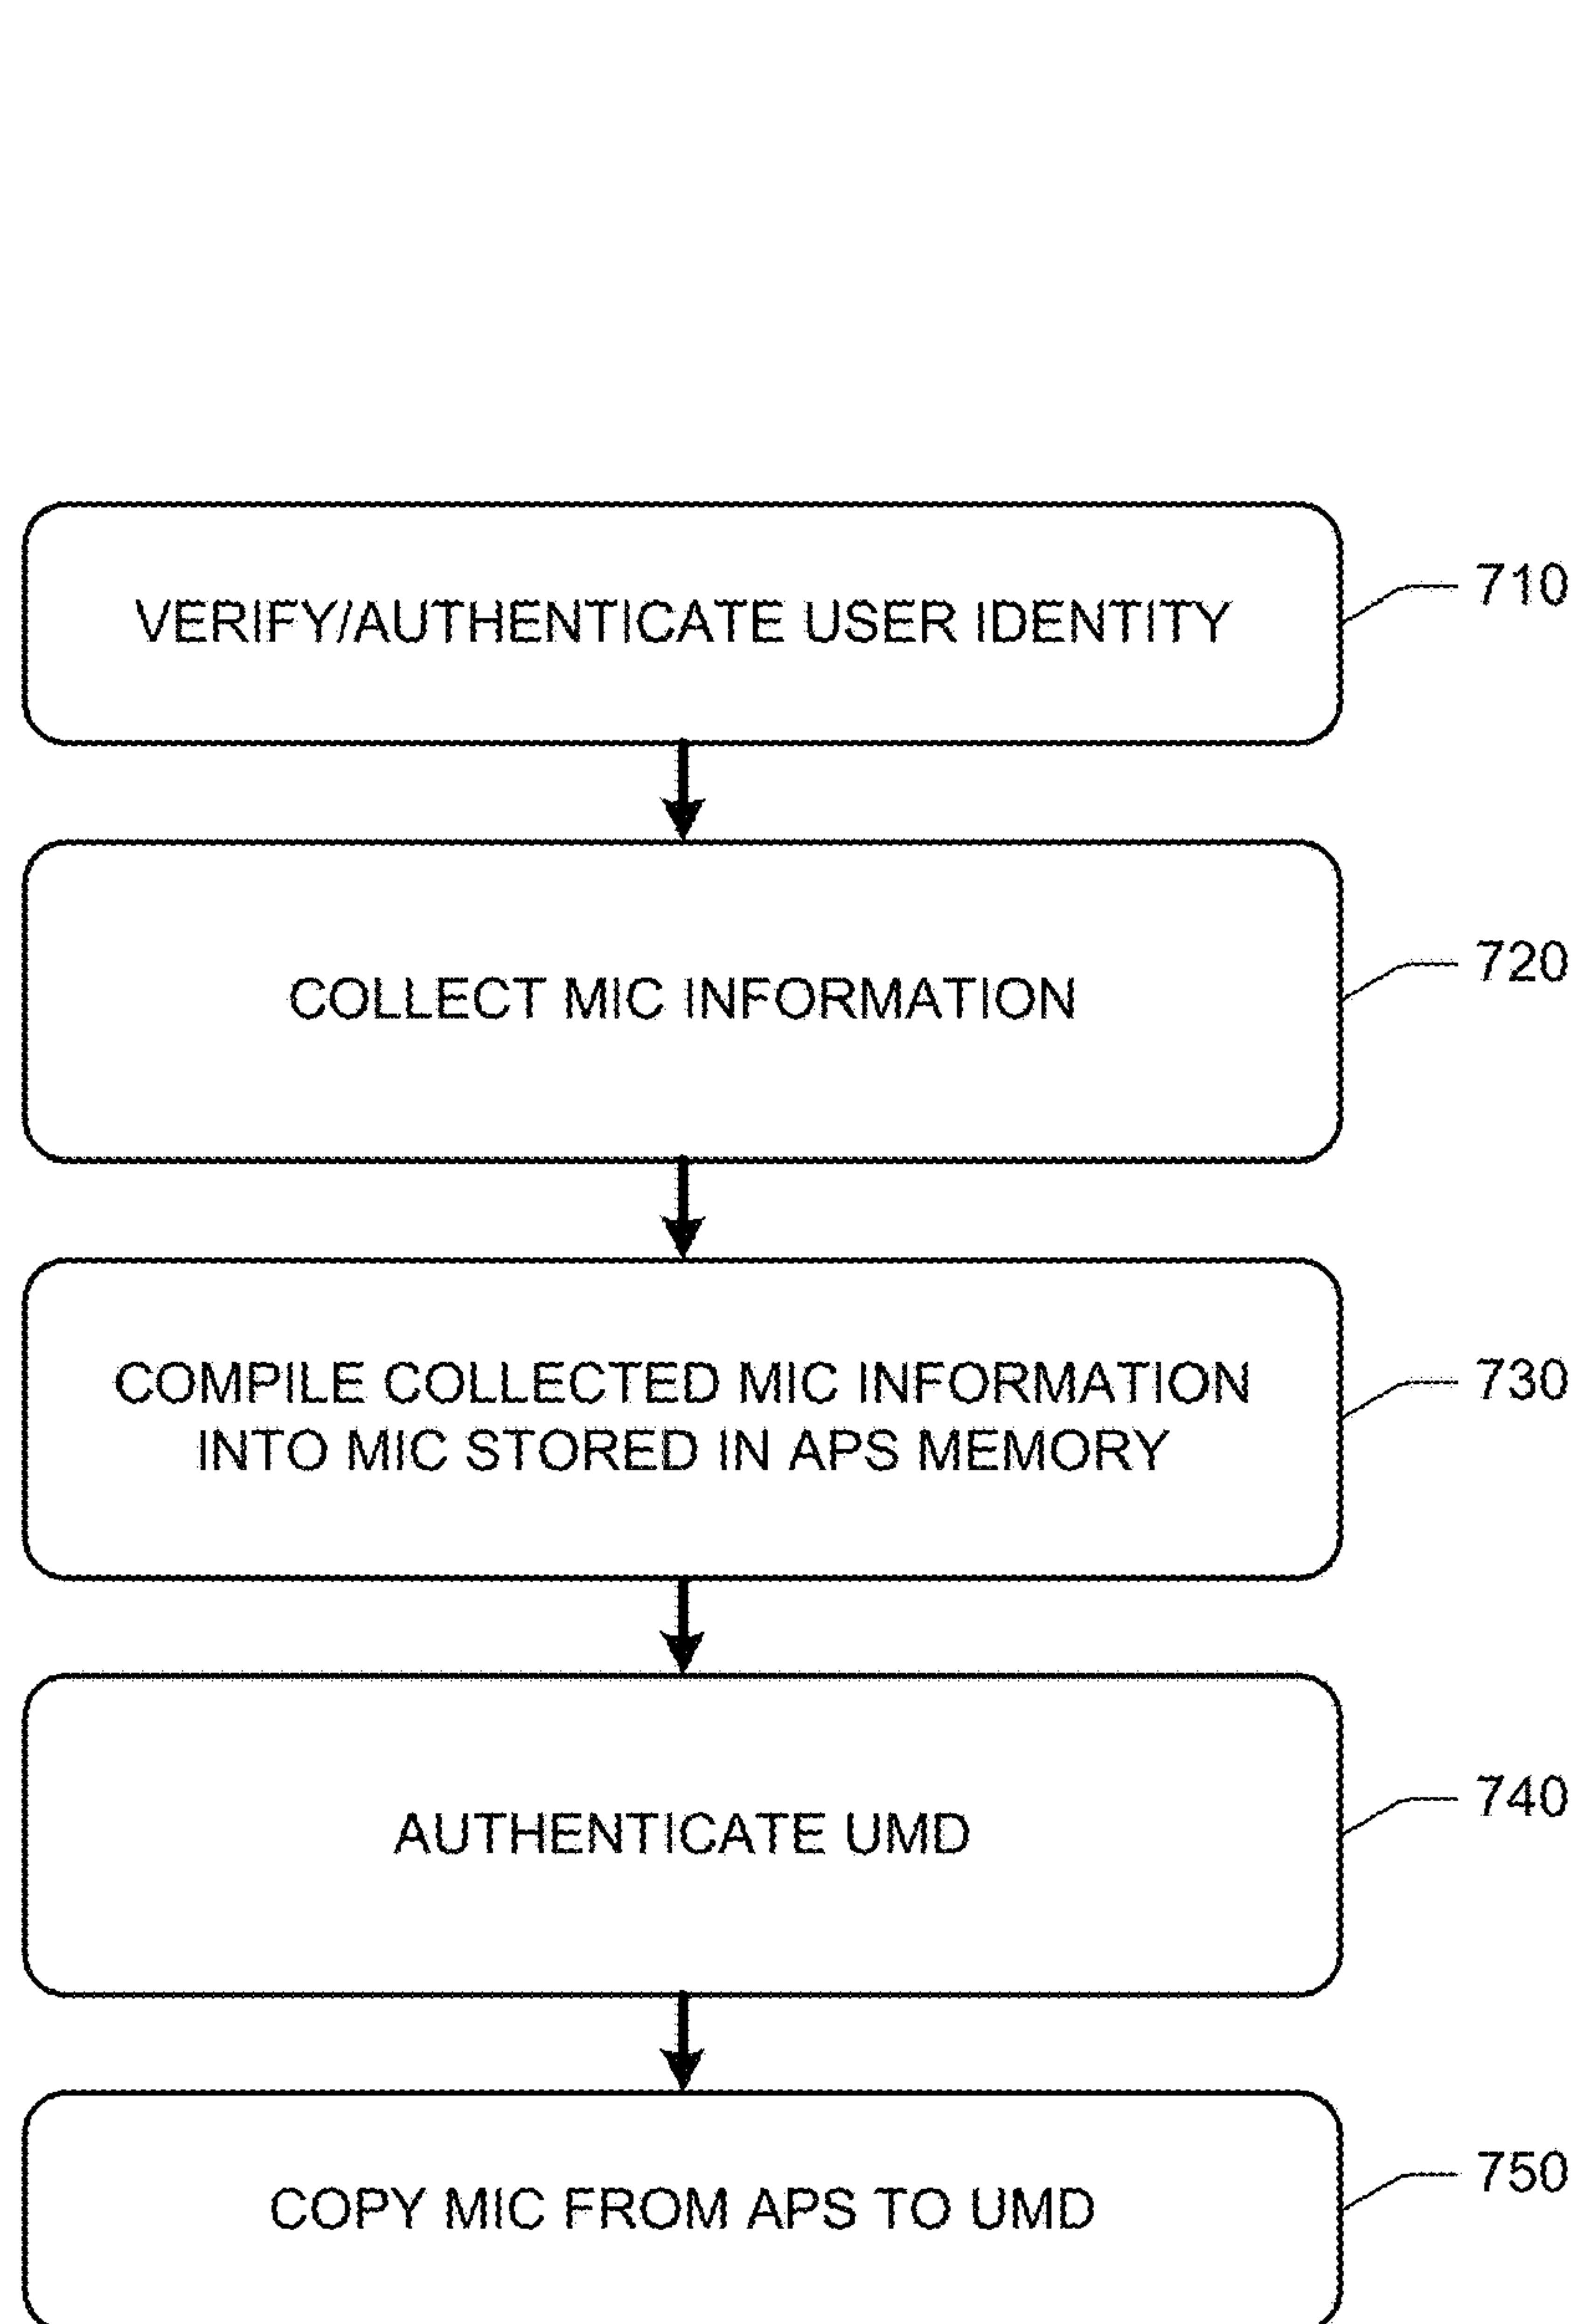 VERIFY/AUTHENTICATE USER IDENTITY
710
COLLECT MIC INFORMATION
720
COMPILE COLLECTED MIC INFORMATION
INTO MIC STORED IN APS MEMORY
730
AUTHENTICATE UMD
740
COPY MIC FROM APS TO UMD
750